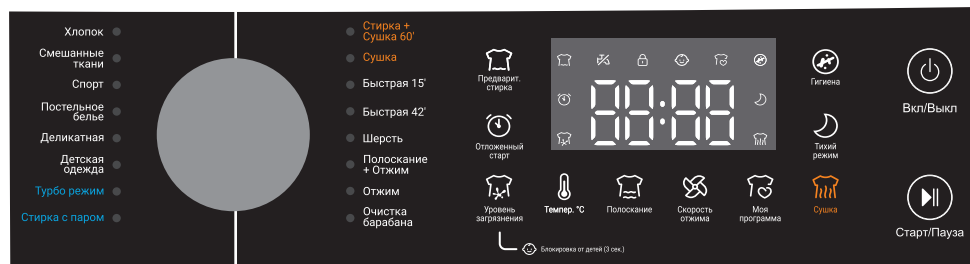 Хлопок
Смешанные
ткани
Спорт
Постельное
белье
Деликатная
Детская
одежда
Турбо режим
Стирка с паром
Стирка +
Сушка 60'
Сушка
Быстрая 15'
Быстрая 42'
Шерсть
Полоскание
+ Отжим
Отжим
Очистка
барабана
Предварит.
стирка
Отложенный
старт
Уровень
загрязнения
Темпер. °C
Полоскание
Скорость
отжима
Моя
программа
Сушка
Блокировка от детей (3 сек.)
88:88
Гигиена
Тихий
режим
Вкл/Выкл
Старт/Пауза